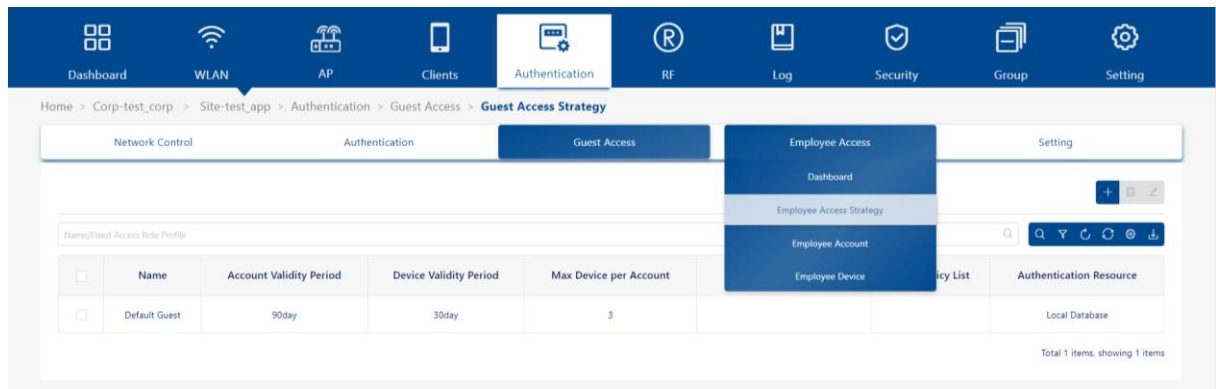 Dashboard WLAN AP Clients Authentication RF Log Security Group Setting
Home > Corp-test_corp > Site-test_app > Authentication > Guest Access > Guest Access Strategy
Network Control Authentication Guest Access Employee Access Setting
Dashboard
Employee Access Strategy
Name/Fixed Access Role Profile
Employee Account
Employee Device
Name Account Validity Period Device Validity Period Max Device per Account icy List Authentication Resource
Default Guest 90day 30day 3 Local Database
Total 1 items, showing 1 items